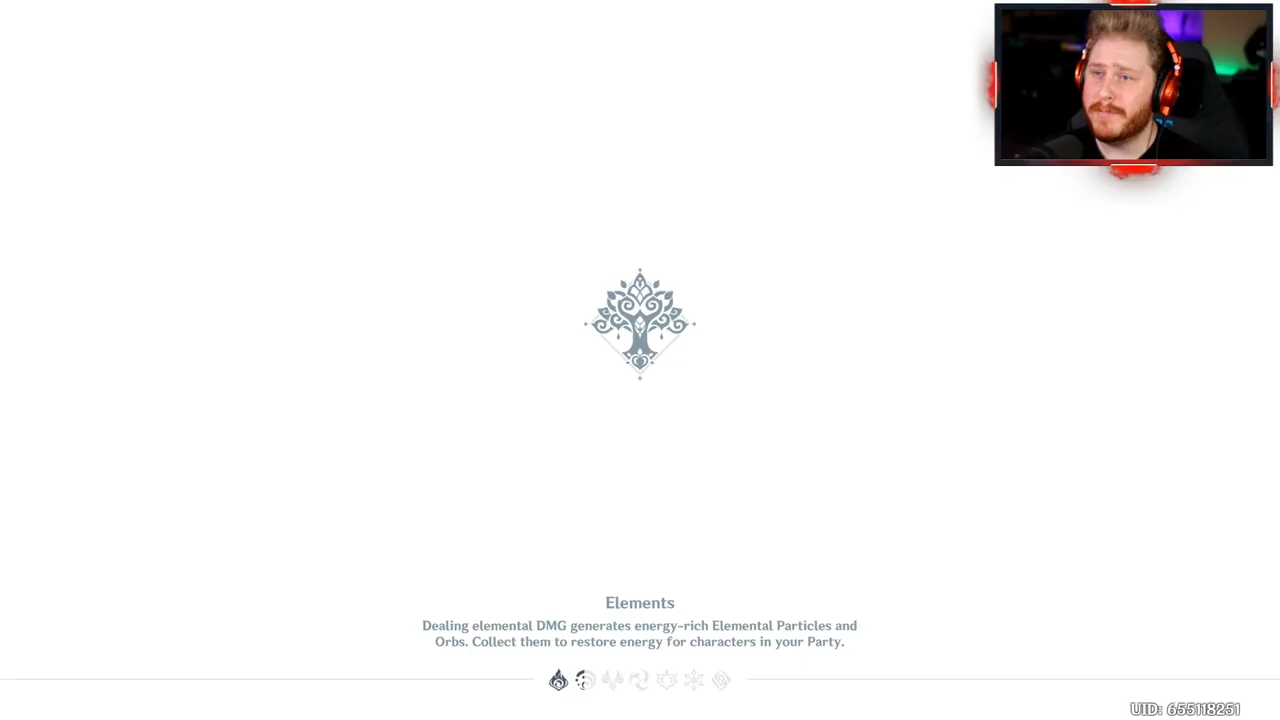 Elements
Dealing elemental DMG generates energy-rich Elemental Particles and
Orbs. Collect them to restore energy for characters in your Party.
UID: 655118251